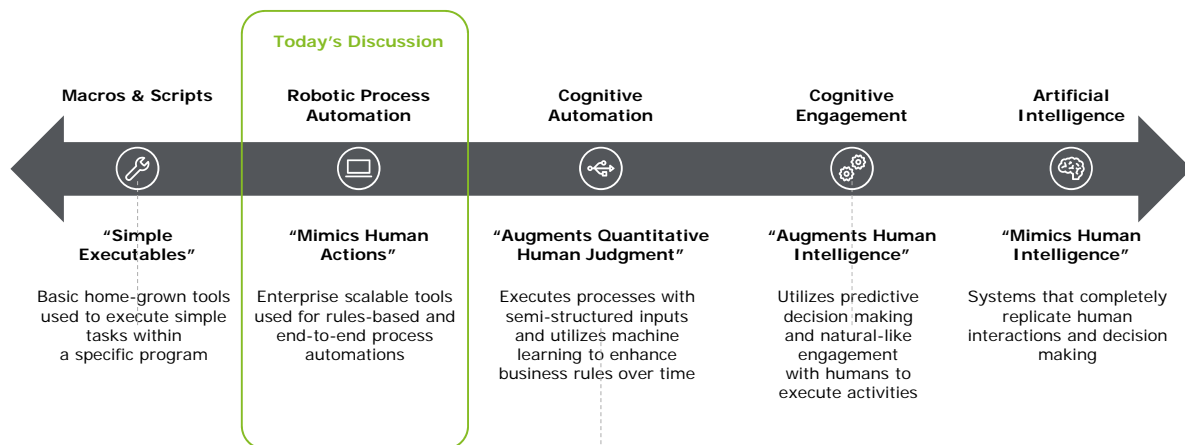 Today's Discussion
Macros & Scripts
Robotic Process
Automation
Cognitive
Automation
Cognitive
Engagement
Artificial
Intelligence
“Simple
Executables”
Basic home-grown tools
used to execute simple
tasks within
a specific program
“Mimics Human
Actions”
Enterprise scalable tools
used for rules-based and
end-to-end process
automations
“Augments Quantitative
Human Judgment”
Executes processes with
semi-structured inputs
and utilizes machine
learning to enhance
business rules over time
“Augments Human
Intelligence”
Utilizes predictive
decision making
and natural-like
engagement
with humans to
execute activities
“Mimics Human
Intelligence”
Systems that completely
replicate human
interactions and decision
making